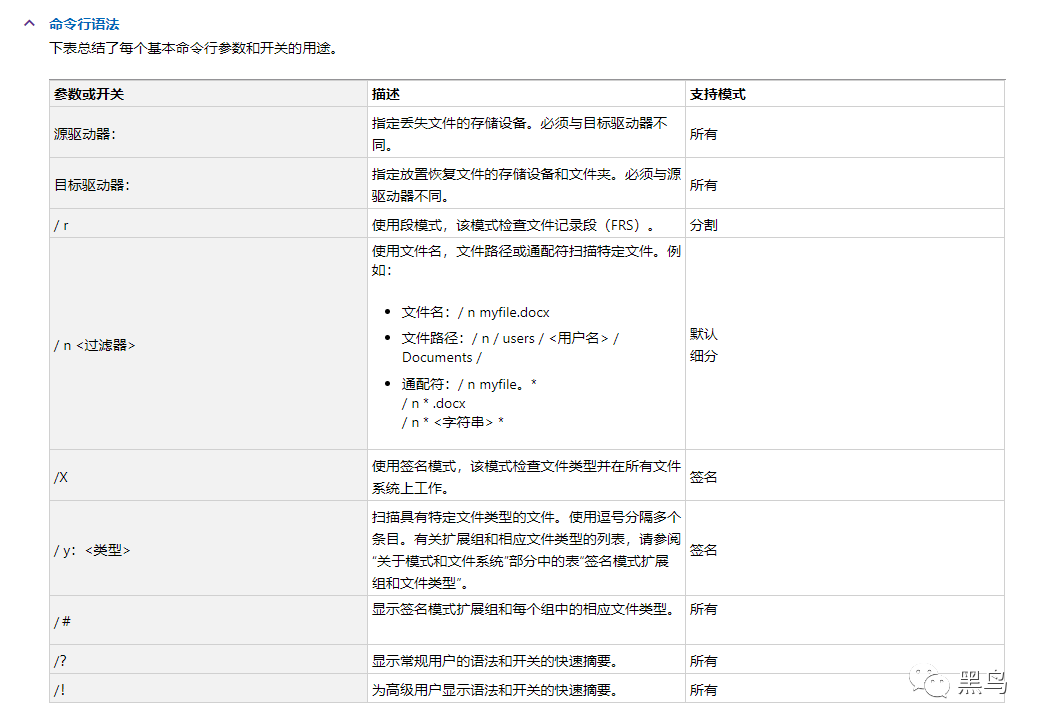 命令行语法
下表总结了每个基本命令行参数和开关的用途。
参数或开关
描述
支持模式
源驱动器：
指定丢失文件的存储设备。必须与目标驱动器不
同。
所有
目标驱动器：
指定放置恢复文件的存储设备和文件夹。必须与源
驱动器不同。
所有
/ r
使用段模式，该模式检查文件记录段（FRS）。
分割
/ n <过滤器>
使用文件名，文件路径或通配符扫描特定文件。例
如：
• 文件名：/ n myfile.docx
• 文件路径：/ n / users / <用户名> /
Documents /
• 通配符：/ n myfile。*
/ n * .docx
/ n * <字符串> *
默认
细分
/X
使用签名模式，该模式检查文件类型并在所有文件
系统上工作。
签名
/ y：<类型>
扫描具有特定文件类型的文件。使用逗号分隔多个
条目。有关扩展组和相应文件类型的列表，请参阅
“关于模式和文件系统”部分中的表“签名模式扩展
组和文件类型”。
签名
/ #
显示签名模式扩展组和每个组中的相应文件类型。
所有
/?
显示常规用户的语法和开关的快速摘要。
所有
/!
为高级用户显示语法和开关的快速摘要。
所有
黑鸟